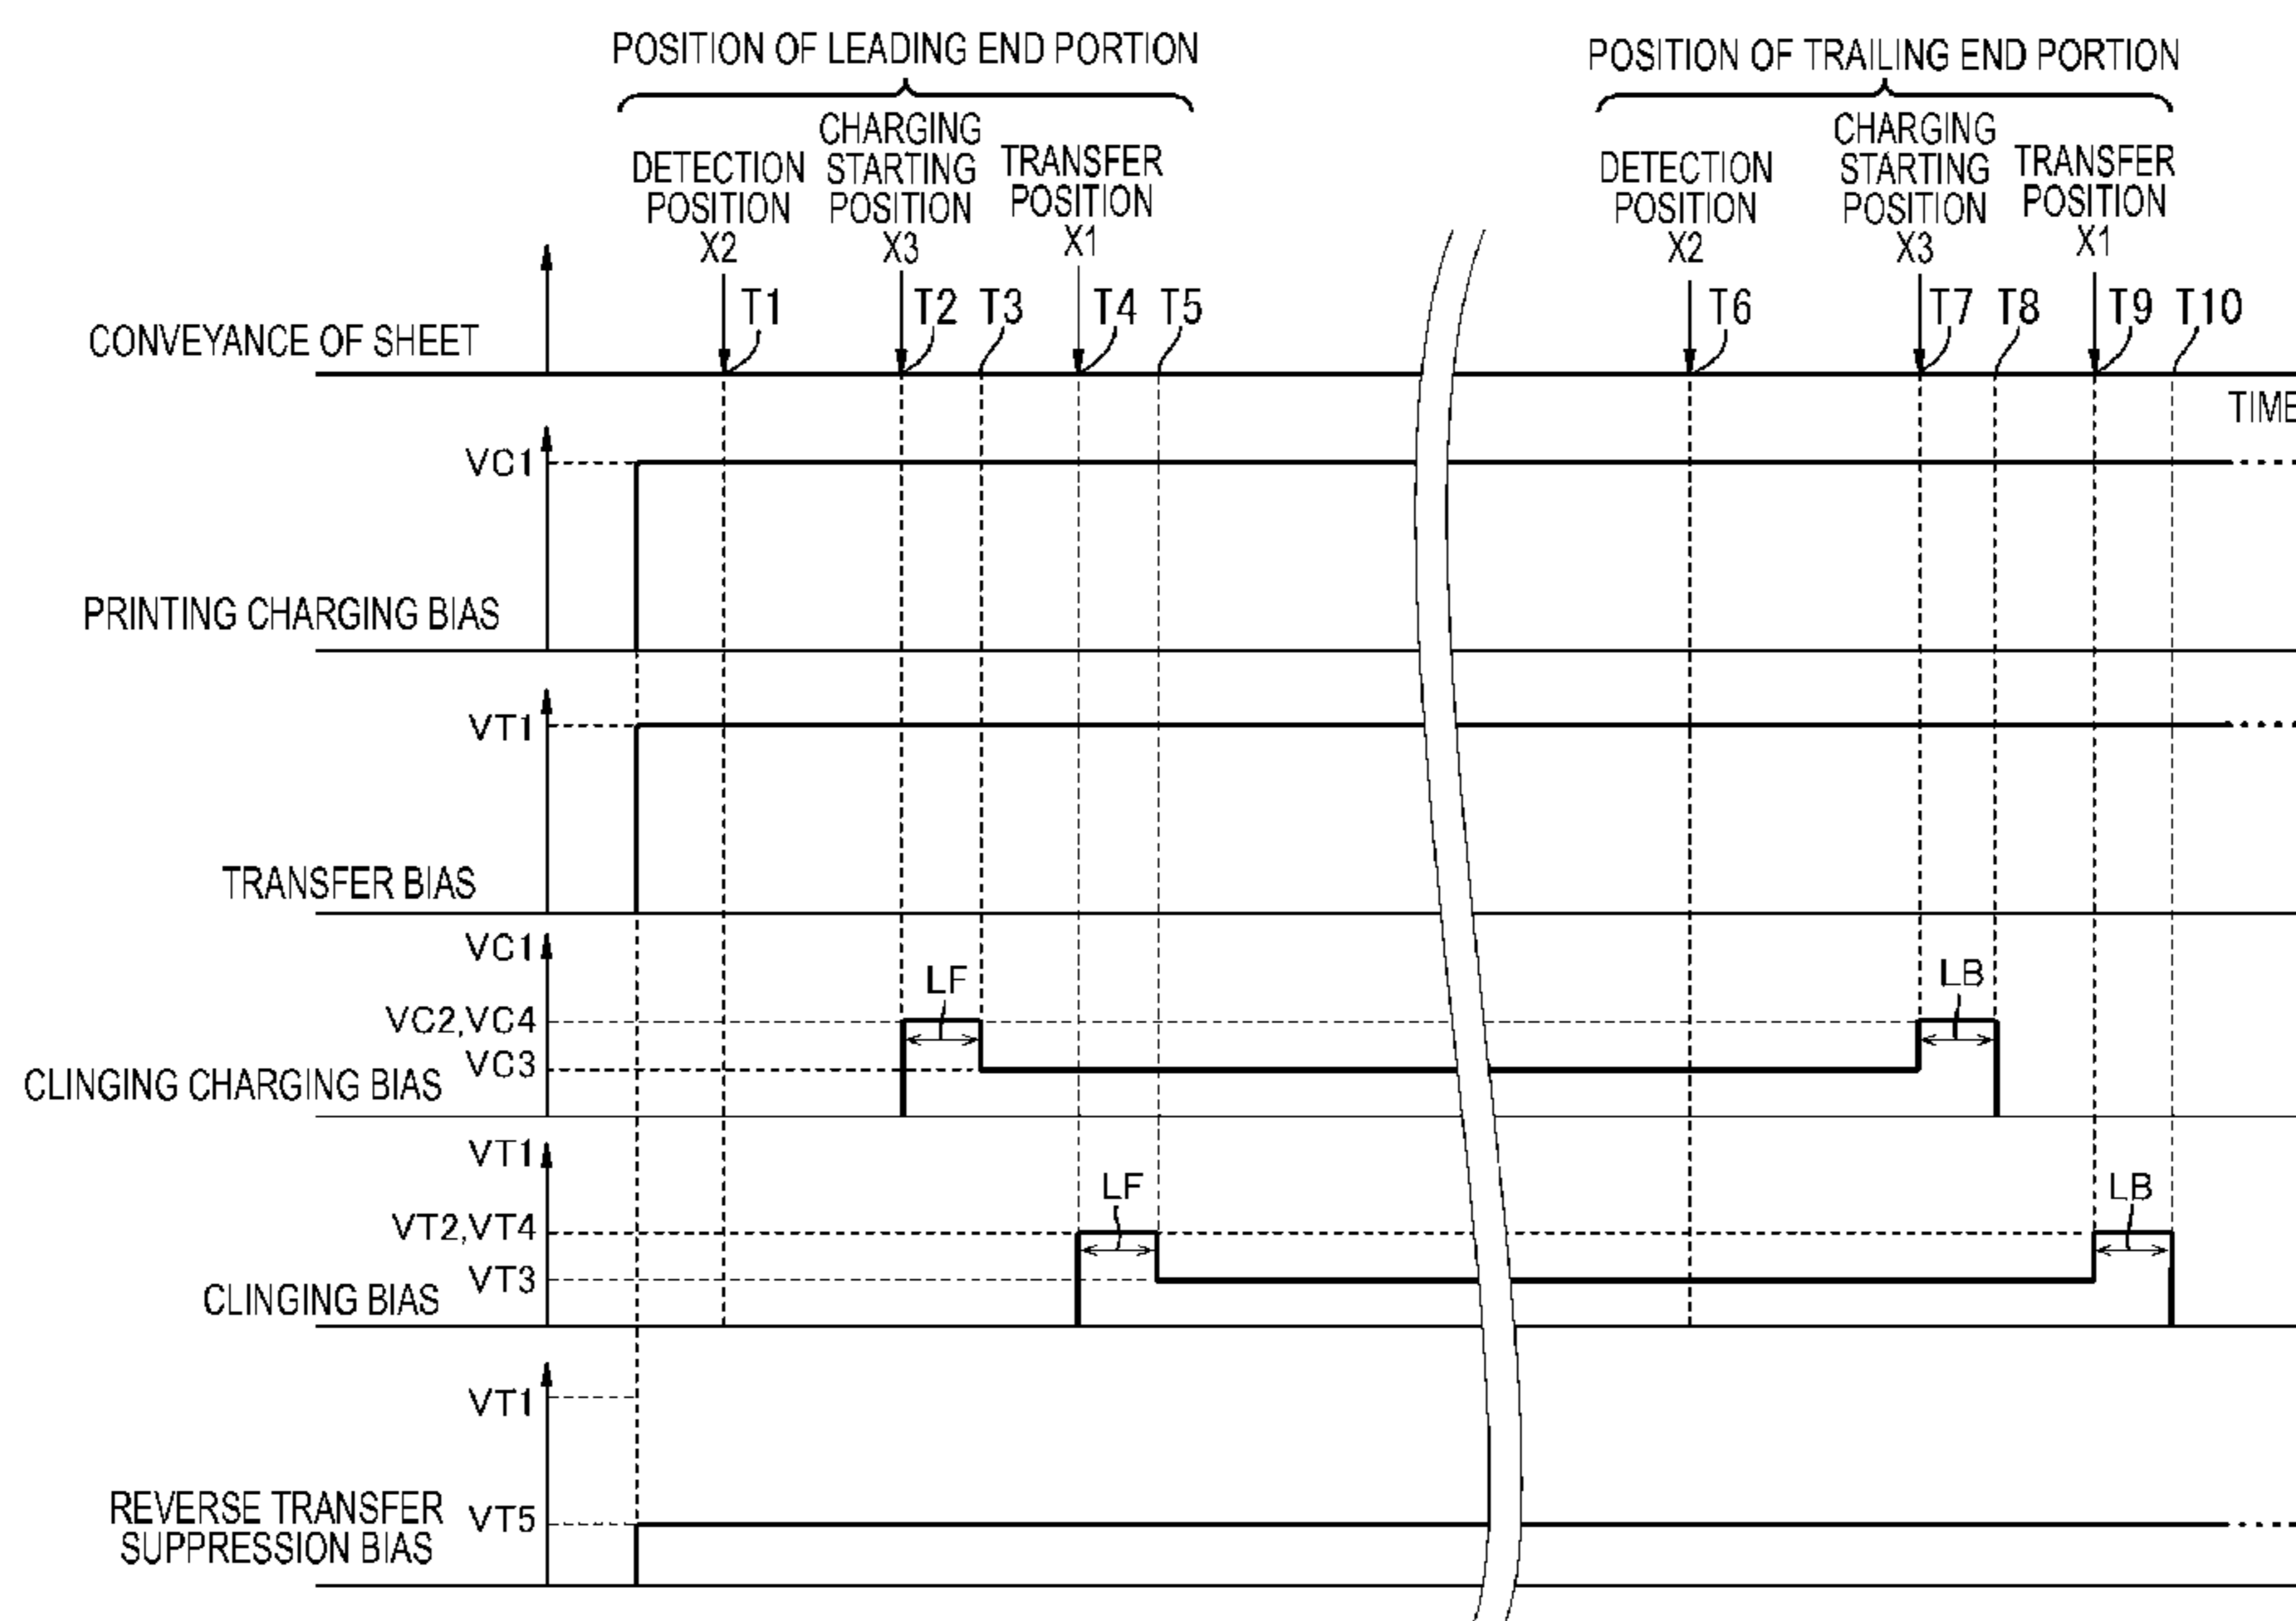 POSITION OF LEADING END PORTION
POSITION OF TRAILING END PORTION
DETECTION
POSITION
X2
CHARGING
STARTING
POSITION
X3
TRANSFER
POSITION
X1
DETECTION
POSITION
X2
CHARGING
STARTING
POSITION
X3
TRANSFER
POSITION
X1
T1
T2
T3
T4
T5
T6
T7
T8
T9
T10
CONVEYANCE OF SHEET
TIME
VC1
PRINTING CHARGING BIAS
VT1
TRANSFER BIAS
VC1
LF
LB
VC2,VC4
VC3
CLINGING CHARGING BIAS
VT1
LF
LB
VT2,VT4
VT3
CLINGING BIAS
VT1
REVERSE TRANSFER
SUPPRESSION BIAS
VT5